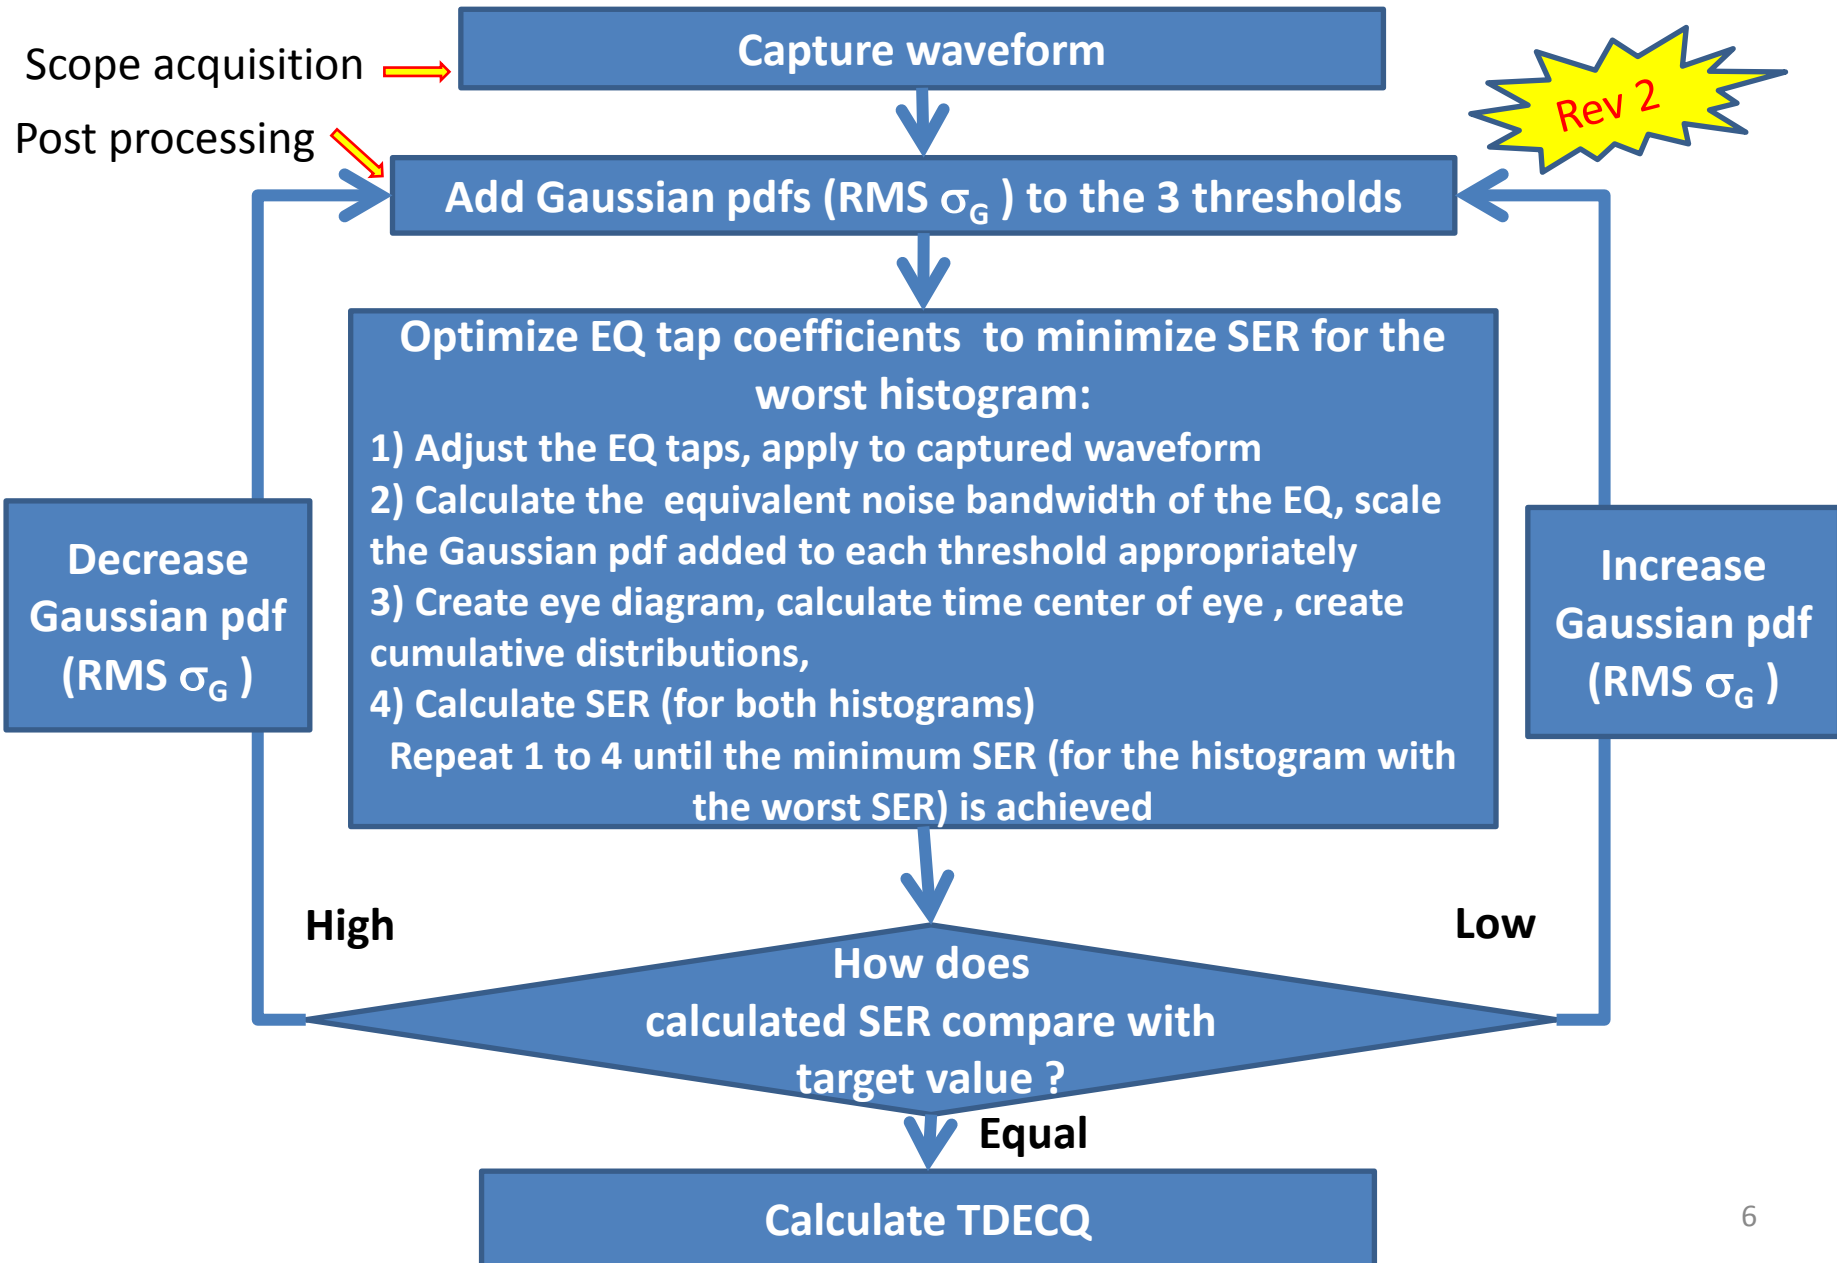 Capture waveform
Scope acquisition
Rev 2
Post processing
Add Gaussian pdfs (RMS σG ) to the 3 thresholds
Optimize EQ tap coefficients  to minimize SER for the
worst histogram:
1) Adjust the EQ taps, apply to captured waveform
2) Calculate the  equivalent noise bandwidth of the EQ, scale
the Gaussian pdf added to each threshold appropriately
3) Create eye diagram, calculate time center of eye , create
cumulative distributions,
4) Calculate SER (for both histograms)
Repeat 1 to 4 until the minimum SER (for the histogram with
the worst SER) is achieved
Decrease
Gaussian pdf
(RMS σG )
Increase
Gaussian pdf
(RMS σG )
High
Low
How does
calculated SER compare with
target value ?
Equal
Calculate TDECQ
6